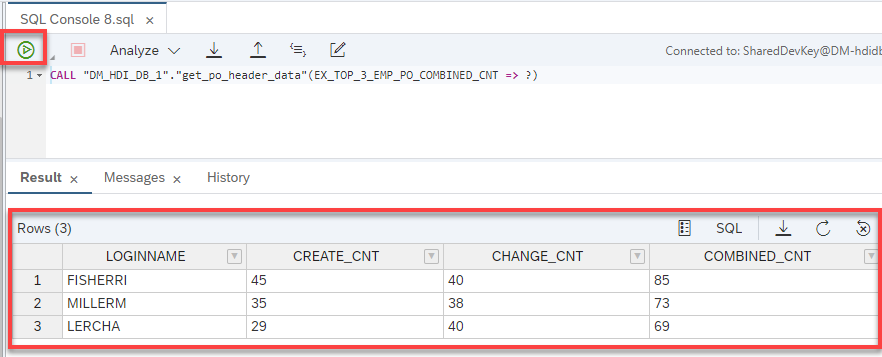 SQL Console 8.sql ×
Analyze
Connected to: SharedDevKey@DM-hdidb
1 CALL "DM_HDI_DB_1"."get_po_header_data"(EX_TOP_3_EMP_PO_COMBINED_CNT => ?)
Result × Messages × History
Rows (3) SQL
LOGINNAME CREATE_CNT CHANGE_CNT COMBINED_CNT
1 FISHERRI 45 40 85
2 MILLERM 35 38 73
3 LERCHA 29 40 69